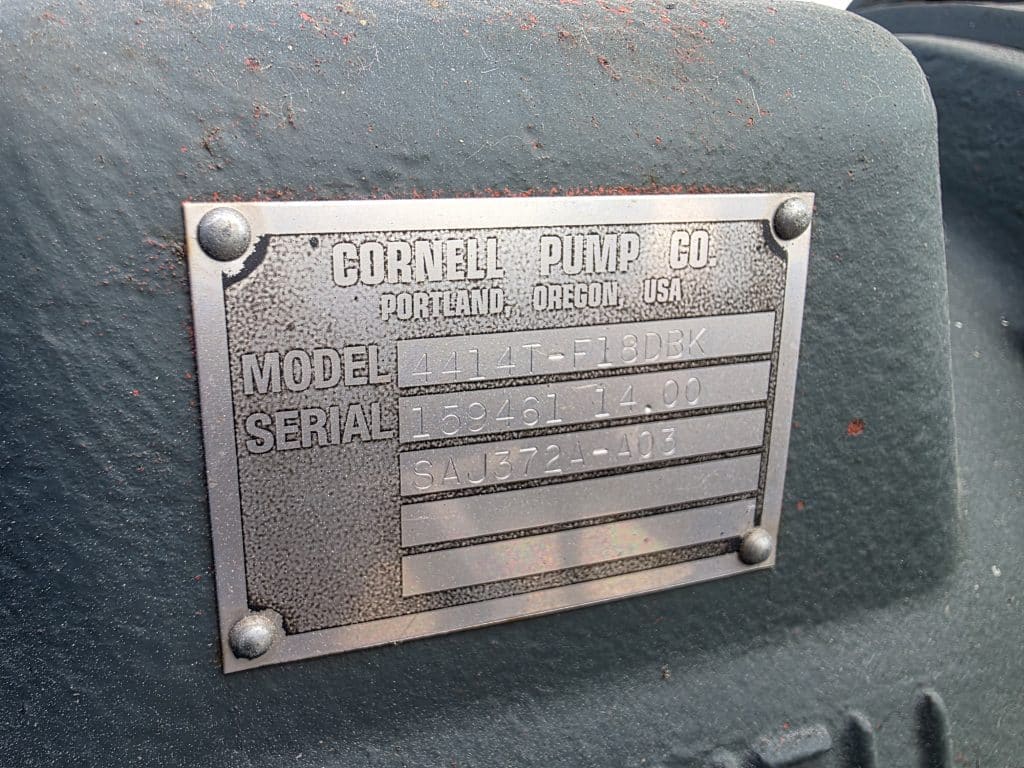 CORNELL PUMP CO.
PORTLAND, OREGON, USA
MODEL 4414T-F18DBK
SERIAL 159461 14.00
SAJ372A-A03